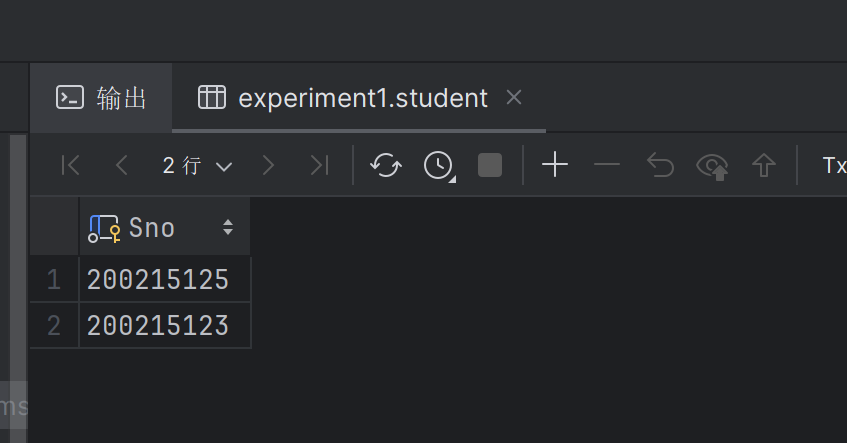 输出
experiment1.student
2 行
Tx
Sno
1 200215125
2 200215123
ms